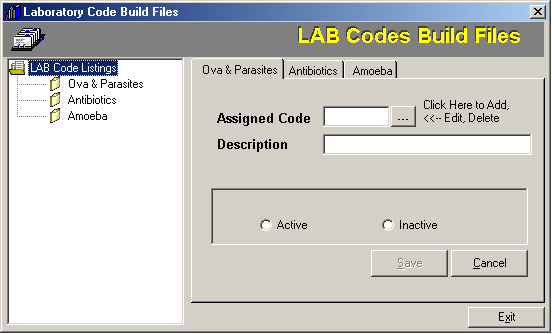 Laboratory Code Build Files
LAB Codes Build Files
LAB Code Listings
Ova & Parasites
Antibiotics
Amoeba
Ova & Parasites Antibiotics Amoeba
Assigned Code ... Click Here to Add,
<<-- Edit, Delete
Description
Active Inactive
Save Cancel
Exit